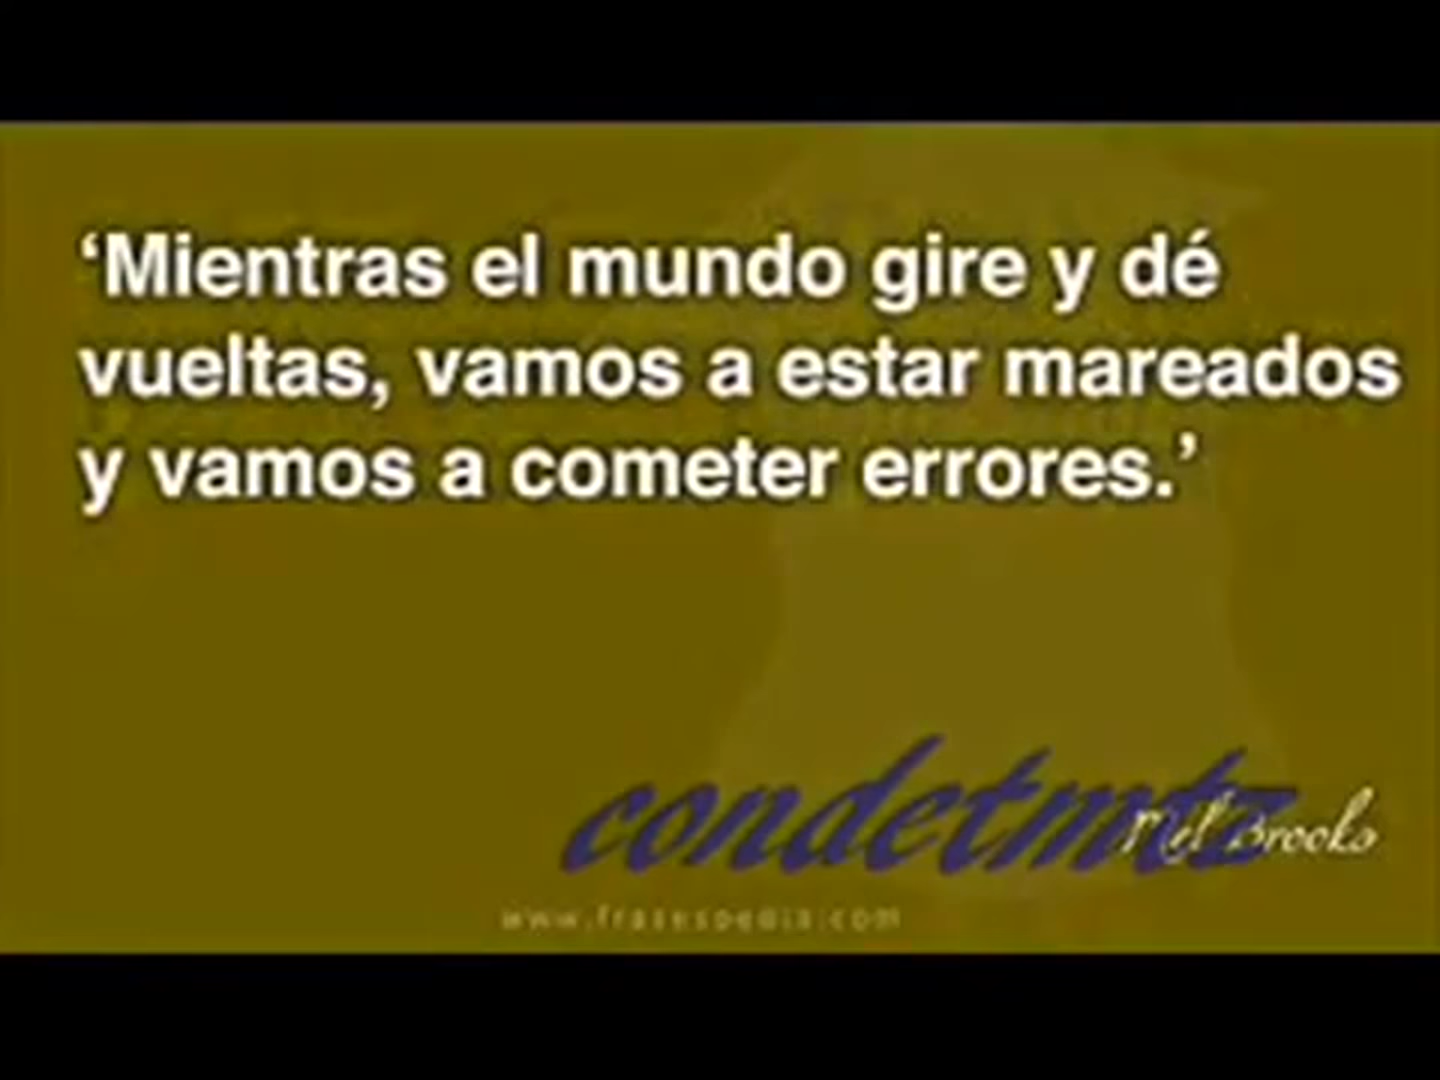 ‘Mientras el mundo gire y dé
vueltas, vamos a estar mareados
y vamos a cometer errores.’
condetmtz
Mel Brooks
www.frasespedia.com